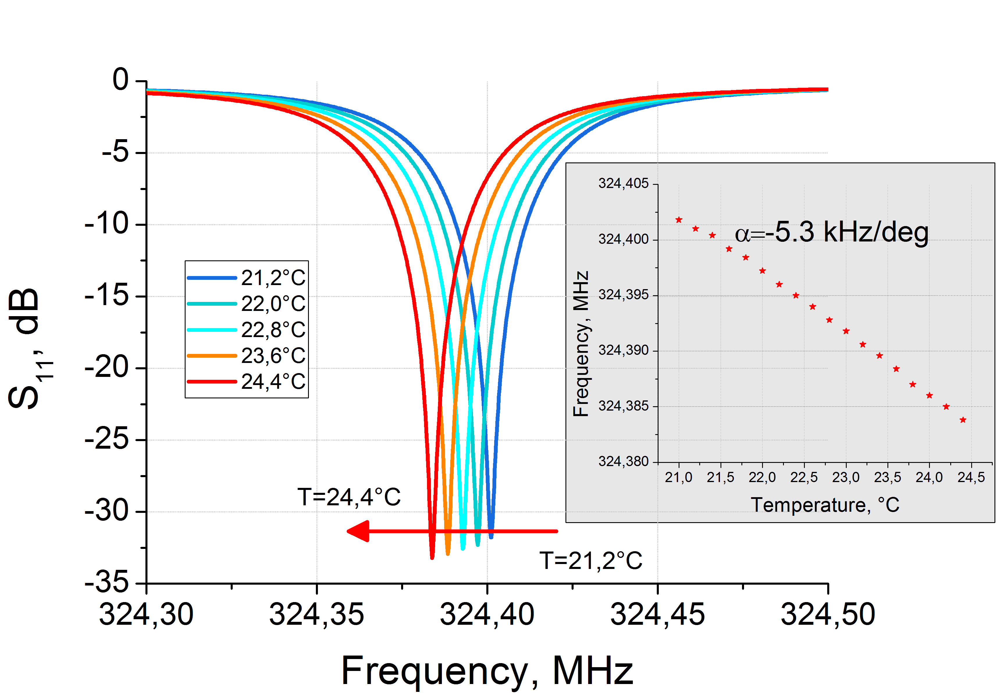 0
-5
-10
-15
-20
-25
-30
-35
S11, dB
324,30 324,35 324,40 324,45 324,50
Frequency, MHz
21,2°C
22,0°C
22,8°C
23,6°C
24,4°C
T=24,4°C
T=21,2°C
324,405
324,400
324,395
324,390
324,385
324,380
Frequency, MHz
α=-5.3 kHz/deg
21,0 21,5 22,0 22,5 23,0 23,5 24,0 24,5
Temperature, °C